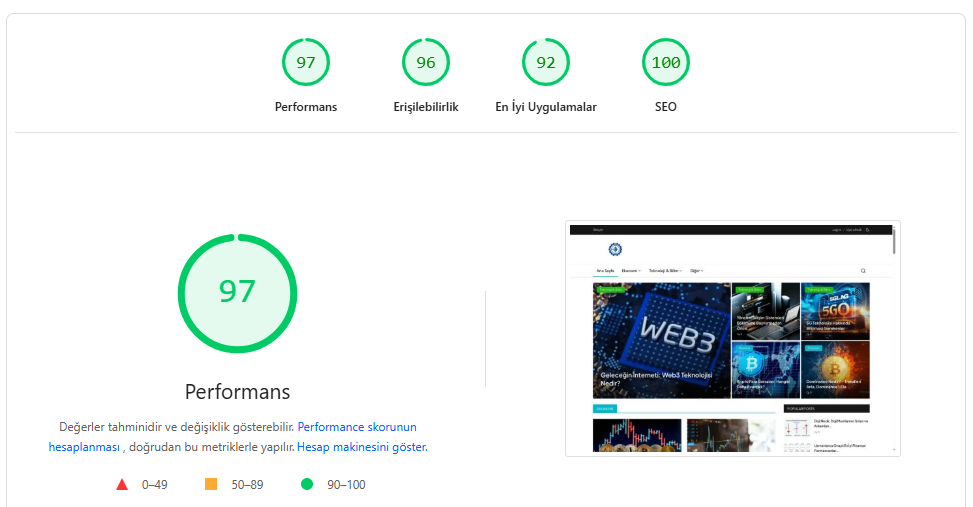 97
96
92
100
Performans
Erişilebilirlik
En İyi Uygulamalar
SEO
97
Performans
Değerler tahminidir ve değişiklik gösterebilir. Performance skorunun
hesaplanması , doğrudan bu metriklerle yapılır. Hesap makinesini göster.
0–49
50–89
90–100
Ana Sayfa
Ekonomi
Teknoloji & Bilim
Diğer
WEB3
Geleceğin İnterneti: Web3 Teknolojisi
Nedir?
5G